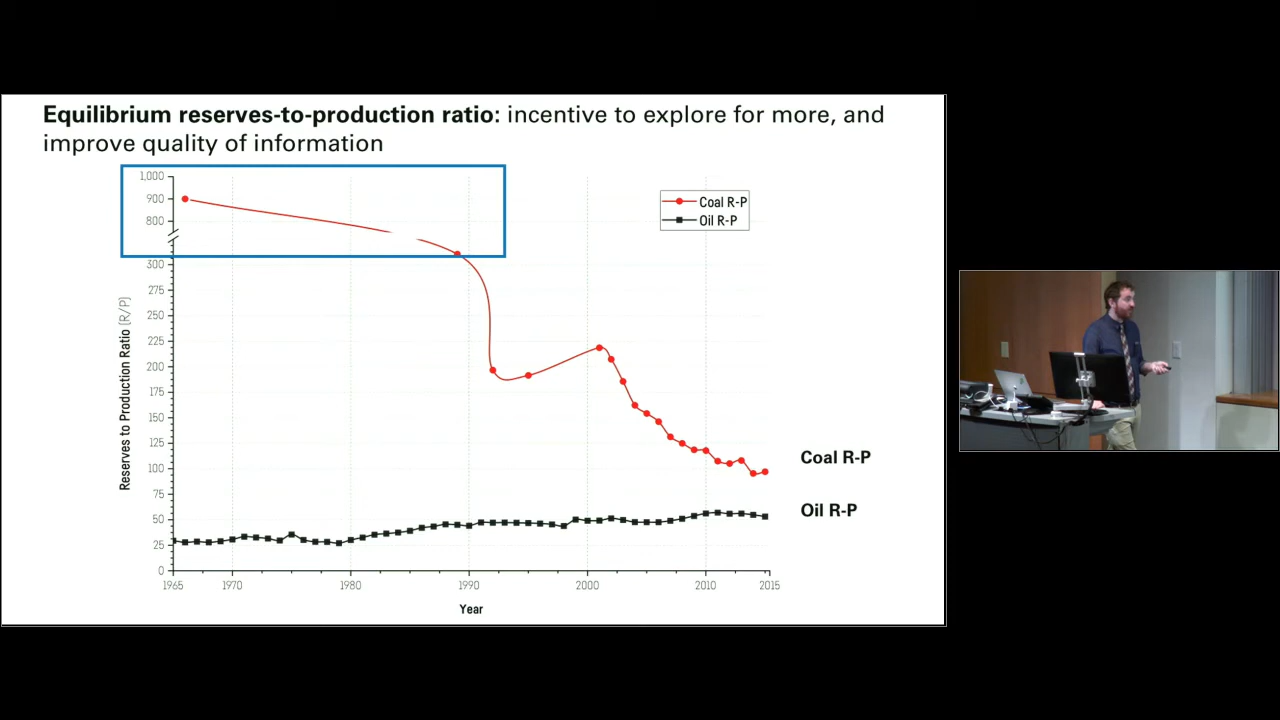 Equilibrium reserves-to-production ratio: incentive to explore for more, and
improve quality of information
1,000
900
800
300
275
250
225
200
175
150
125
100
75
50
25
0
Reserves to Production Ratio (R/P)
Coal R-P
Oil R-P
Coal R-P
Oil R-P
1965
1970
1980
1990
2000
2010
2015
Year